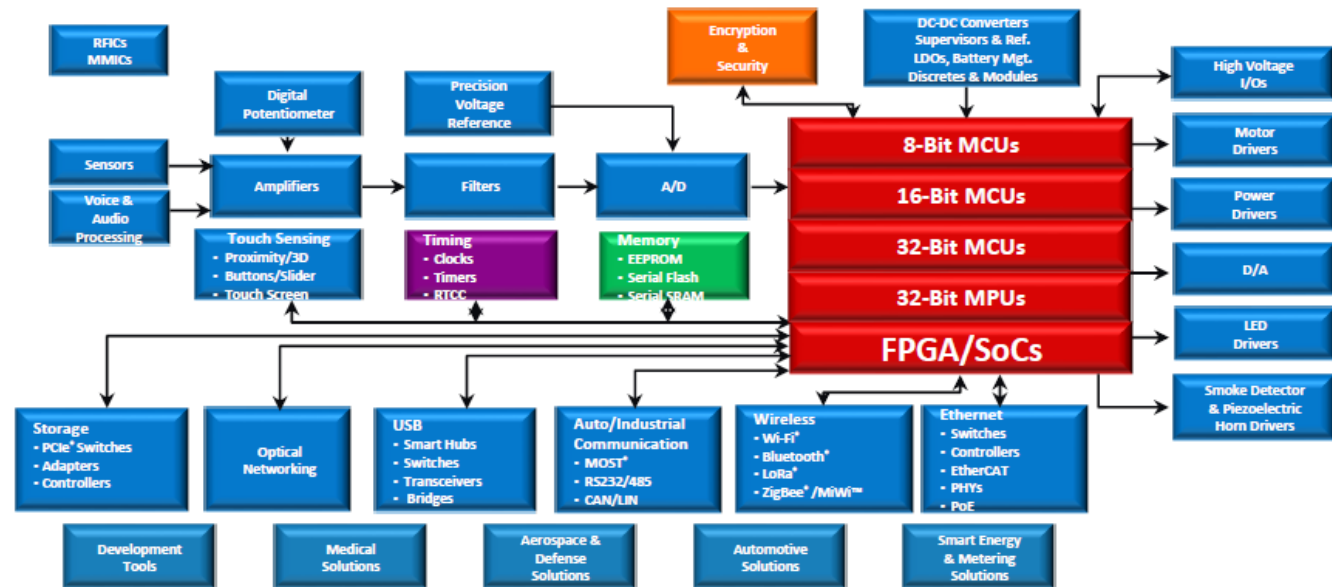 RFICs
MMICs
Encryption
&
Security
DC-DC Converters
Supervisors & Ref.
LDOs, Battery Mgt.
Discretes & Modules
High Voltage
I/Os
Digital
Potentiometer
Precision
Voltage
Reference
8-Bit MCUs
Motor
Drivers
Sensors
Amplifiers
Filters
A/D
16-Bit MCUs
Power
Drivers
Voice &
Audio
Processing
Touch Sensing
- Proximity/3D
- Buttons/Slider
- Touch Screen
Timing
- Clocks
- Timers
- RTCC
Memory
- EEPROM
- Serial Flash
- Serial SRAM
32-Bit MCUs
D/A
32-Bit MPUs
FPGA/SoCs
LED
Drivers
Smoke Detector
& Piezoelectric
Horn Drivers
Storage
- PCIe® Switches
- Adapters
- Controllers
Optical
Networking
USB
- Smart Hubs
- Switches
- Transceivers
- Bridges
Auto/Industrial
Communication
- MOST®
- RS232/485
- CAN/LIN
Wireless
- Wi-Fi®
- Bluetooth®
- LoRa®
- ZigBee® /MiWi™
Ethernet
- Switches
- Controllers
- EtherCAT
- PHYs
- PoE
Development
Tools
Medical
Solutions
Aerospace &
Defense
Solutions
Automotive
Solutions
Smart Energy
& Metering
Solutions